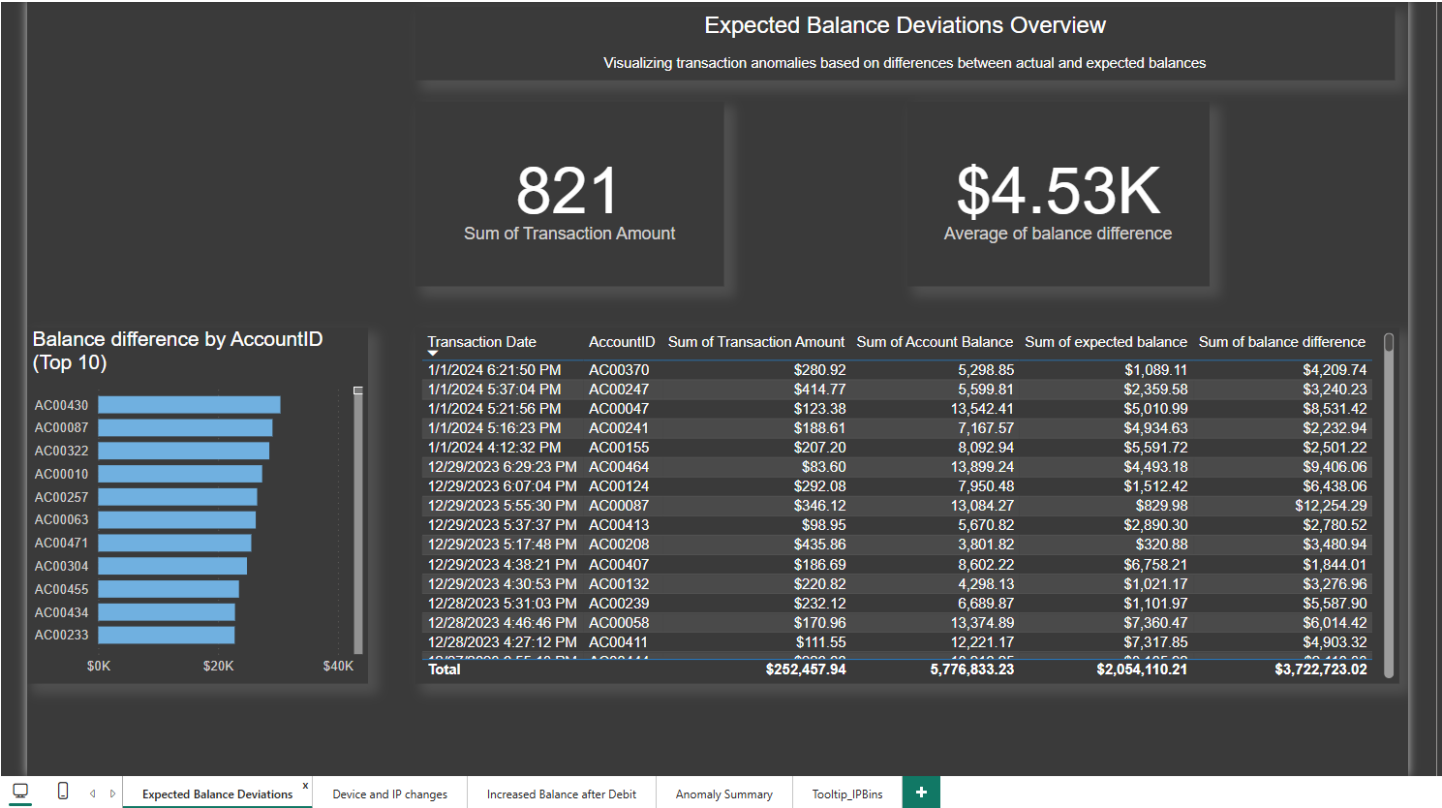 Expected Balance Deviations Overview
Visualizing transaction anomalies based on differences between actual and expected balances
821
Sum of Transaction Amount
$4.53K
Average of balance difference
Balance difference by AccountID
(Top 10)
AC00430
AC00087
AC00322
AC00010
AC00257
AC00063
AC00471
AC00304
AC00455
AC00434
AC00233
$0K $20K $40K
Transaction Date AccountID Sum of Transaction Amount Sum of Account Balance Sum of expected balance Sum of balance difference
1/1/2024 6:21:50 PM AC00370 $280.92 5,298.85 $1,089.11 $4,209.74
1/1/2024 5:37:04 PM AC00247 $414.77 5,599.81 $2,359.58 $3,240.23
1/1/2024 5:21:56 PM AC00047 $123.38 13,542.41 $5,010.99 $8,531.42
1/1/2024 5:16:23 PM AC00241 $188.61 7,167.57 $4,934.63 $2,232.94
1/1/2024 4:12:32 PM AC00155 $207.20 8,092.94 $5,591.72 $2,501.22
12/29/2023 6:29:23 PM AC00464 $83.60 13,899.24 $4,493.18 $9,406.06
12/29/2023 6:07:04 PM AC00124 $292.08 7,950.48 $1,512.42 $6,438.06
12/29/2023 5:55:30 PM AC00087 $346.12 13,084.27 $829.98 $12,254.29
12/29/2023 5:37:37 PM AC00413 $98.95 5,670.82 $2,890.30 $2,780.52
12/29/2023 5:17:48 PM AC00208 $435.86 3,801.82 $320.88 $3,480.94
12/29/2023 4:38:21 PM AC00407 $186.69 8,602.22 $6,758.21 $1,844.01
12/29/2023 4:30:53 PM AC00132 $220.82 4,298.13 $1,021.17 $3,276.96
12/28/2023 5:31:03 PM AC00239 $232.12 6,689.87 $1,101.97 $5,587.90
12/28/2023 4:46:46 PM AC00058 $170.96 13,374.89 $7,360.47 $6,014.42
12/28/2023 4:27:12 PM AC00411 $111.55 12,221.17 $7,317.85 $4,903.32
Total $252,457.94 5,776,833.23 $2,054,110.21 $3,722,723.02
Expected Balance Deviations x Device and IP changes Increased Balance after Debit Anomaly Summary Tooltip_IPBins +